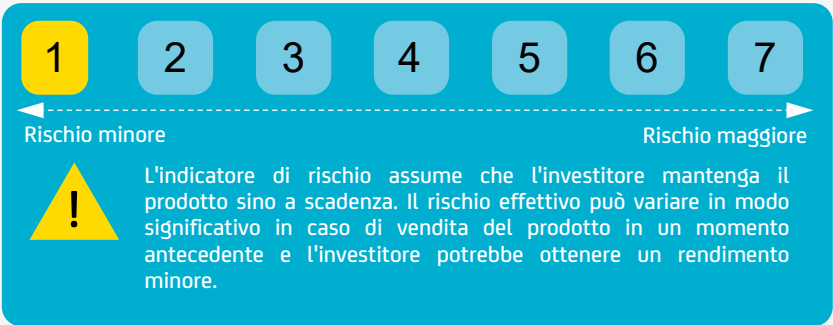 1 2 3 4 5 6 7
Rischio minore Rischio maggiore
L'indicatore di rischio assume che l'investitore mantenga il
prodotto sino a scadenza. Il rischio effettivo può variare in modo
significativo in caso di vendita del prodotto in un momento
antecedente e l'investitore potrebbe ottenere un rendimento
minore.
!